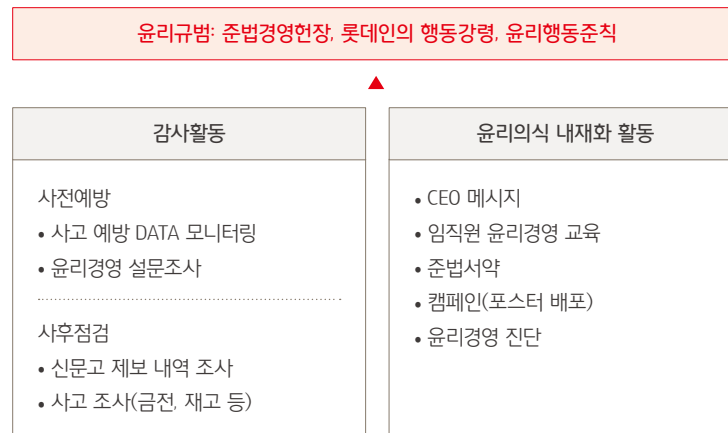 윤리규범: 준법경영헌장, 롯데인의 행동강령, 윤리행동준칙
감사활동
사전예방
• 사고 예방 DATA 모니터링
• 윤리경영 설문조사
사후점검
• 신문고 제보 내역 조사
• 사고 조사(금전, 재고 등)
윤리의식 내재화 활동
• CEO 메시지
• 임직원 윤리경영 교육
• 준법서약
• 캠페인(포스터 배포)
• 윤리경영 진단